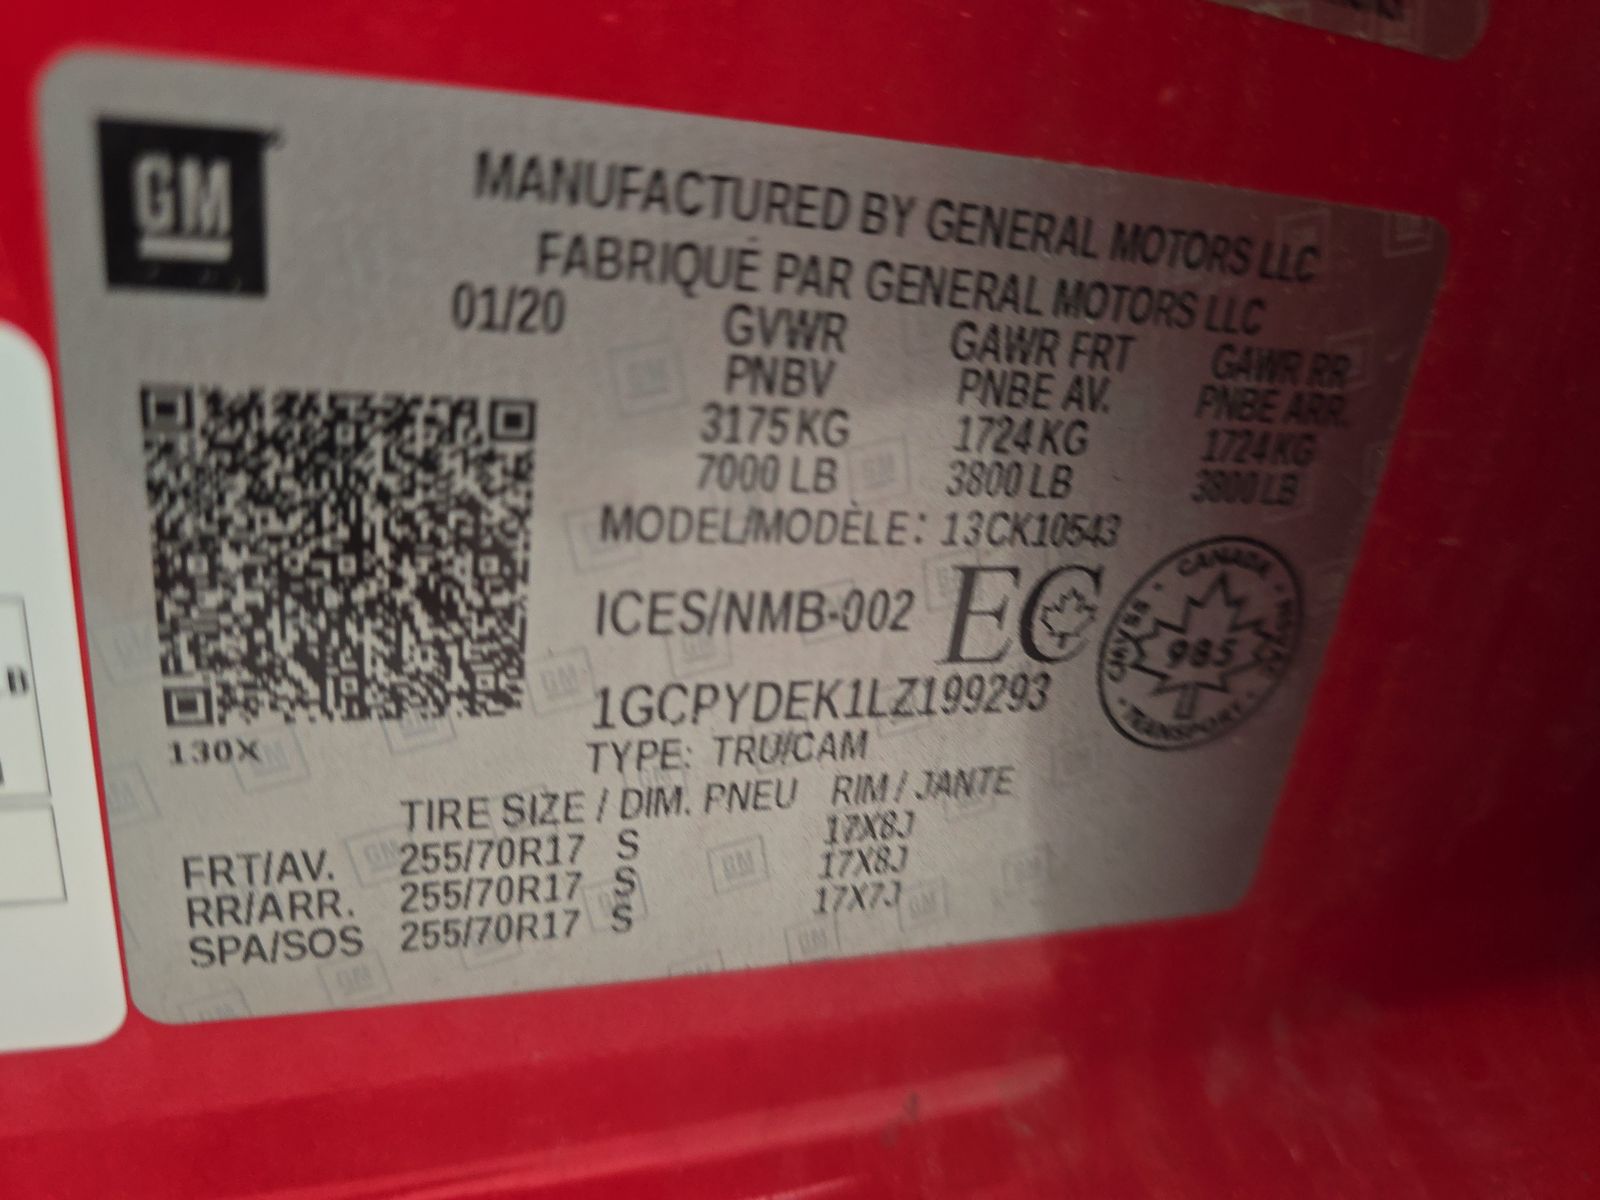 GM
MANUFACTURED BY GENERAL MOTORS LLC
FABRIQUÉ PAR GENERAL MOTORS LLC
01/20 GVWR GAWR FRT GAWR RR
PNBV PNBE AV. PNBE ARR.
3175 KG 1724 KG 1724 KG
7000 LB 3800 LB 3800 LB
MODEL/MODÈLE: 13CK10543
ICES/NMB-002 EC
CANADA
985
TRANSPORT
1GCPYDEK1LZ199293
130X
TYPE: TRU/CAM
TIRE SIZE / DIM. PNEU RIM / JANTE
FRT/AV. 255/70R17 S 17X8J
RR/ARR. 255/70R17 S 17X8J
SPA/SOS 255/70R17 S 17X7J
B